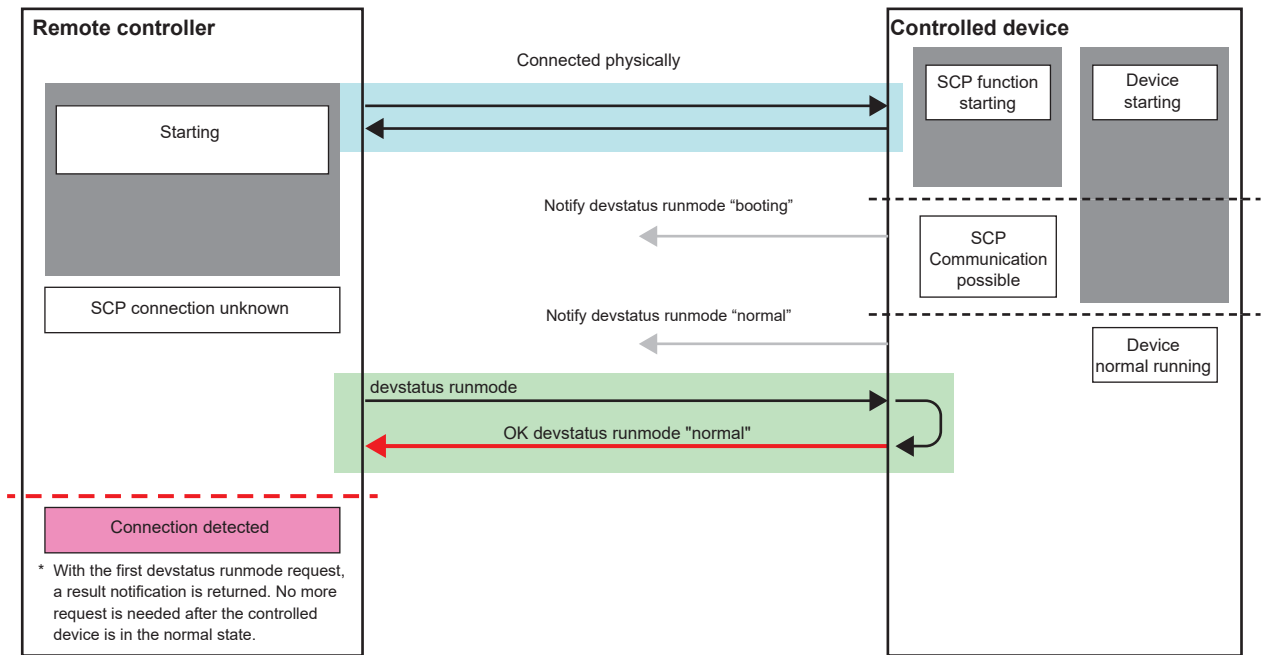 Remote controller
Controlled device
Connected physically
SCP function
starting
Device
starting
Starting
Notify devstatus runmode “booting”
SCP
Communication
possible
SCP connection unknown
Notify devstatus runmode “normal”
Device
normal running
devstatus runmode
OK devstatus runmode "normal"
Connection detected
* With the first devstatus runmode request,
a result notification is returned. No more
request is needed after the controlled
device is in the normal state.